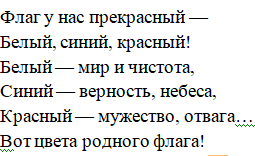 Флаг у нас прекрасный —
Белый, синий, красный!
Белый — мир и чистота,
Синий — верность, небеса,
Красный — мужество, отвага…
Вот цвета родного флага!